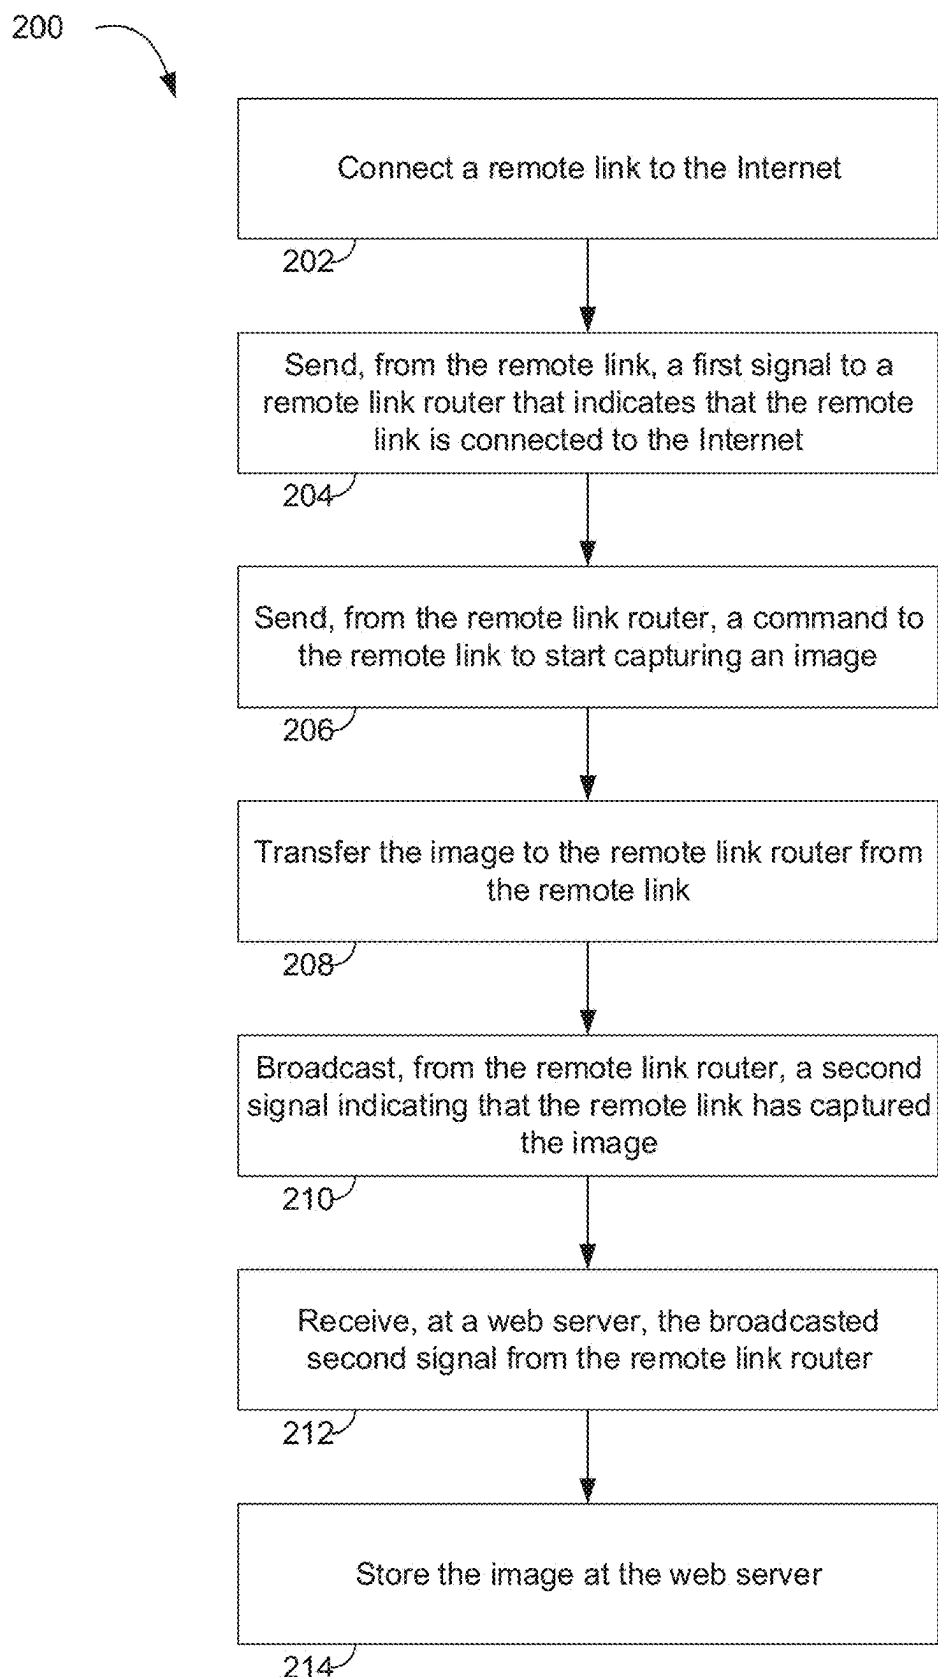 200
Connect a remote link to the Internet
202
Send, from the remote link, a first signal to a
remote link router that indicates that the remote
link is connected to the Internet
204
Send, from the remote link router, a command to
the remote link to start capturing an image
206
Transfer the image to the remote link router from
the remote link
208
Broadcast, from the remote link router, a second
signal indicating that the remote link has captured
the image
210
Receive, at a web server, the broadcasted
second signal from the remote link router
212
Store the image at the web server
214